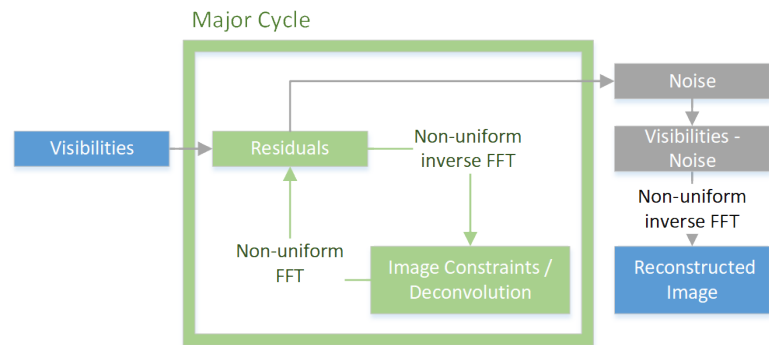 Major Cycle
Noise
Visibilities
Residuals
Non-uniform
inverse FFT
Visibilities -
Noise
Non-uniform
inverse FFT
Non-uniform
FFT
Image Constraints /
Deconvolution
Reconstructed
Image